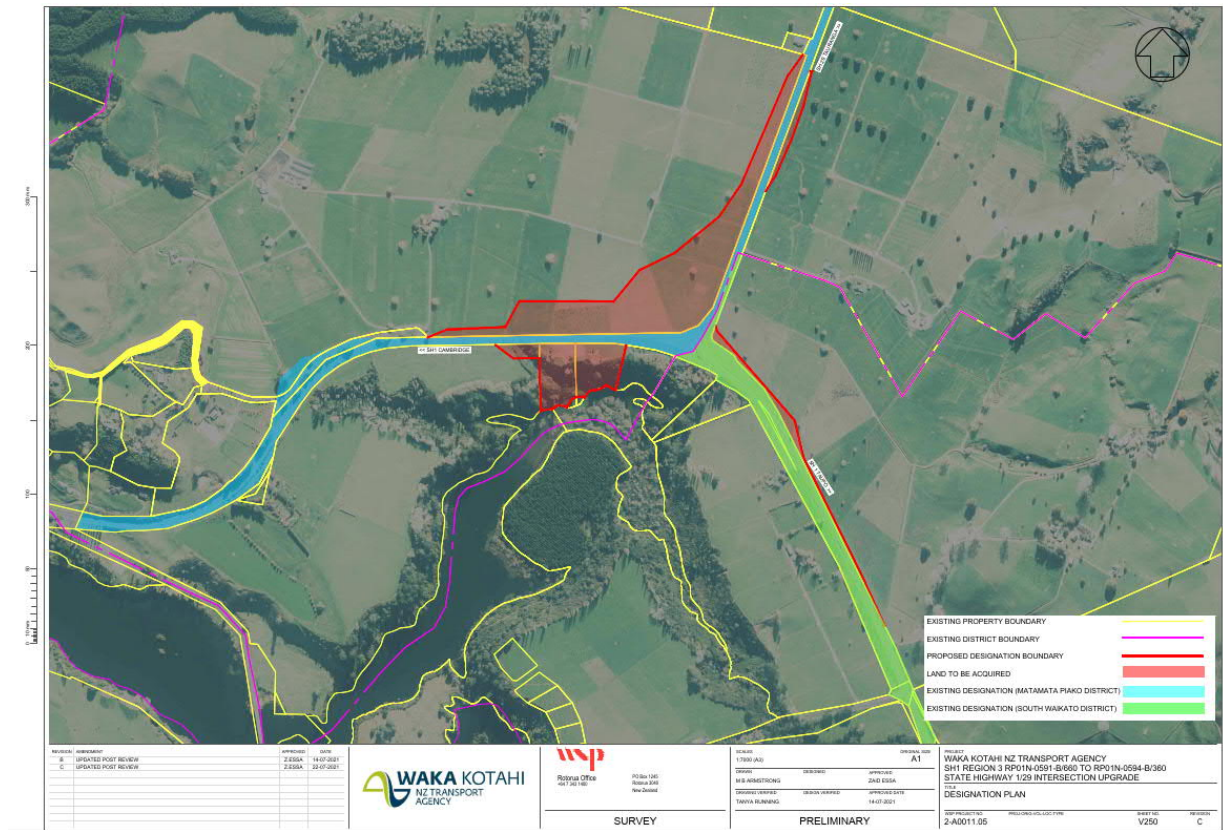 << SH1 CAMBRIDGE
EXISTING PROPERTY BOUNDARY
EXISTING DISTRICT BOUNDARY
PROPOSED DESIGNATION BOUNDARY
LAND TO BE ACQUIRED
EXISTING DESIGNATION (MATAMATA PIAKO DISTRICT)
EXISTING DESIGNATION (SOUTH WAIKATO DISTRICT)
REVISION AMENDMENT APPROVED DATE
B UPDATED POST REVIEW Z.ESSA 14-07-2021
C UPDATED POST REVIEW Z.ESSA 22-07-2021
WAKA KOTAHI
NZ TRANSPORT
AGENCY
wsp
Rotorua Office
PO Box 1245
Rotorua 3040
New Zealand
SURVEY
SCALES
ORIGINAL SIZE
1:7500 (A3)
A1
DRAWN DESIGNED APPROVED
M B ARMSTRONG ZAID ESSA
DRAWING VERIFIED DESIGN VERIFIED APPROVED DATE
TANYA RUNNING 14-07-2021
PRELIMINARY
PROJECT
WAKA KOTAHI NZ TRANSPORT AGENCY
SH1 REGION 3 RP01N-0591-B/660 TO RP01N-0594-B/360
STATE HIGHWAY 1/29 INTERSECTION UPGRADE
TITLE
DESIGNATION PLAN
WSP PROJECT NO. SHEET NO. REVISION
2-A0011.05 V250 C